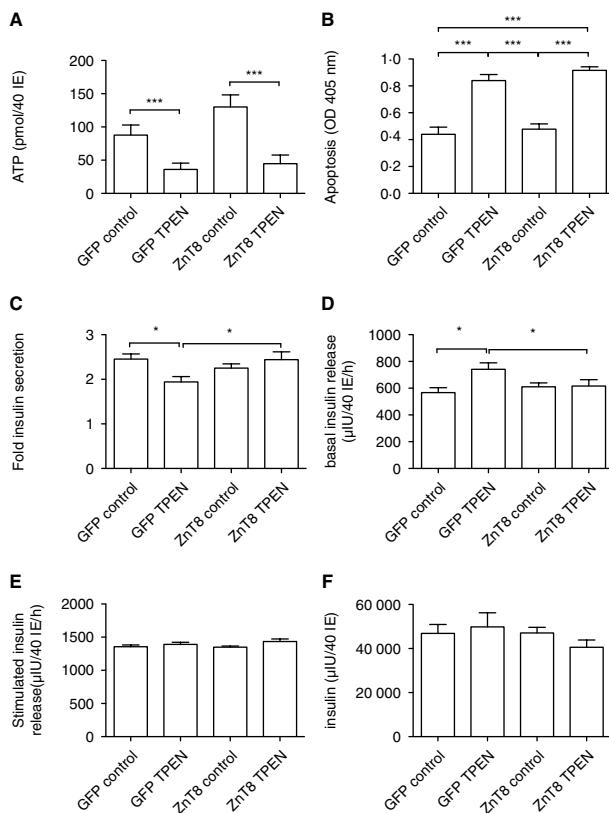 A
ATP (pmol/40 IE)
200
150
100
50
0
***
***
GFP control
GFP TPEN
ZnT8 control
ZnT8 TPEN
B
Apoptosis (OD 405 nm)
1·0
0·8
0·6
0·4
0·2
0·0
***
*** *** ***
GFP control
GFP TPEN
ZnT8 control
ZnT8 TPEN
C
Fold insulin secretion
3
2
1
0
* *
GFP control
GFP TPEN
ZnT8 control
ZnT8 TPEN
D
basal insulin release
(μIU/40 IE/h)
1000
800
600
400
200
0
* *
GFP control
GFP TPEN
ZnT8 control
ZnT8 TPEN
E
Stimulated insulin
release(μIU/40 IE/h)
2000
1500
1000
500
0
GFP control
GFP TPEN
ZnT8 control
ZnT8 TPEN
F
insulin (μIU/40 IE)
60 000
40 000
20 000
0
GFP control
GFP TPEN
ZnT8 control
ZnT8 TPEN